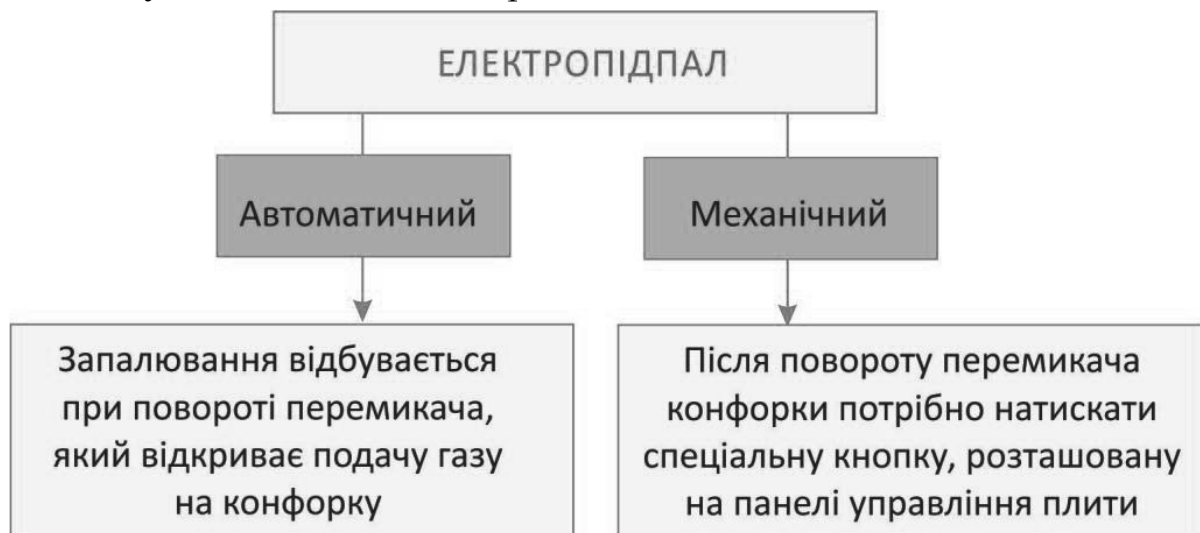 ЕЛЕКТРОПІДПАЛ
Автоматичний
Механічний
Запалювання відбувається
при повороті перемикача,
який відкриває подачу газу
на конфорку
Після повороту перемикача
конфорки потрібно натискати
спеціальну кнопку, розташовану
на панелі управління плити